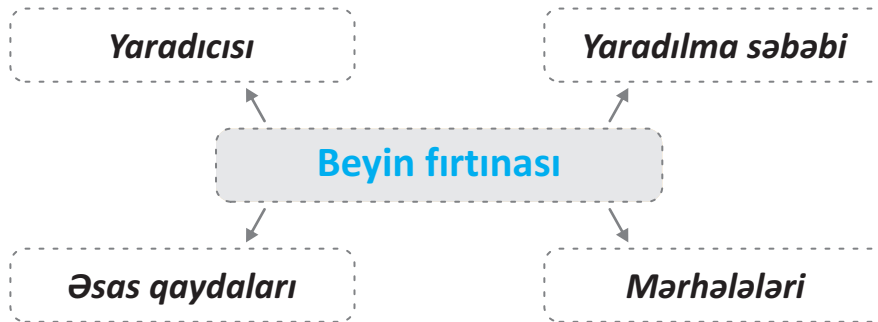 Yaradıcısı
Yaradılma səbəbi
Beyin fırtınası
Əsas qaydaları
Mərhələləri